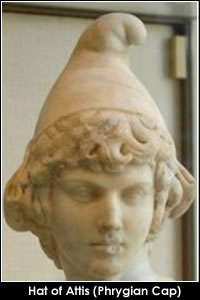 Hat of Attis (Phrygian Cap)